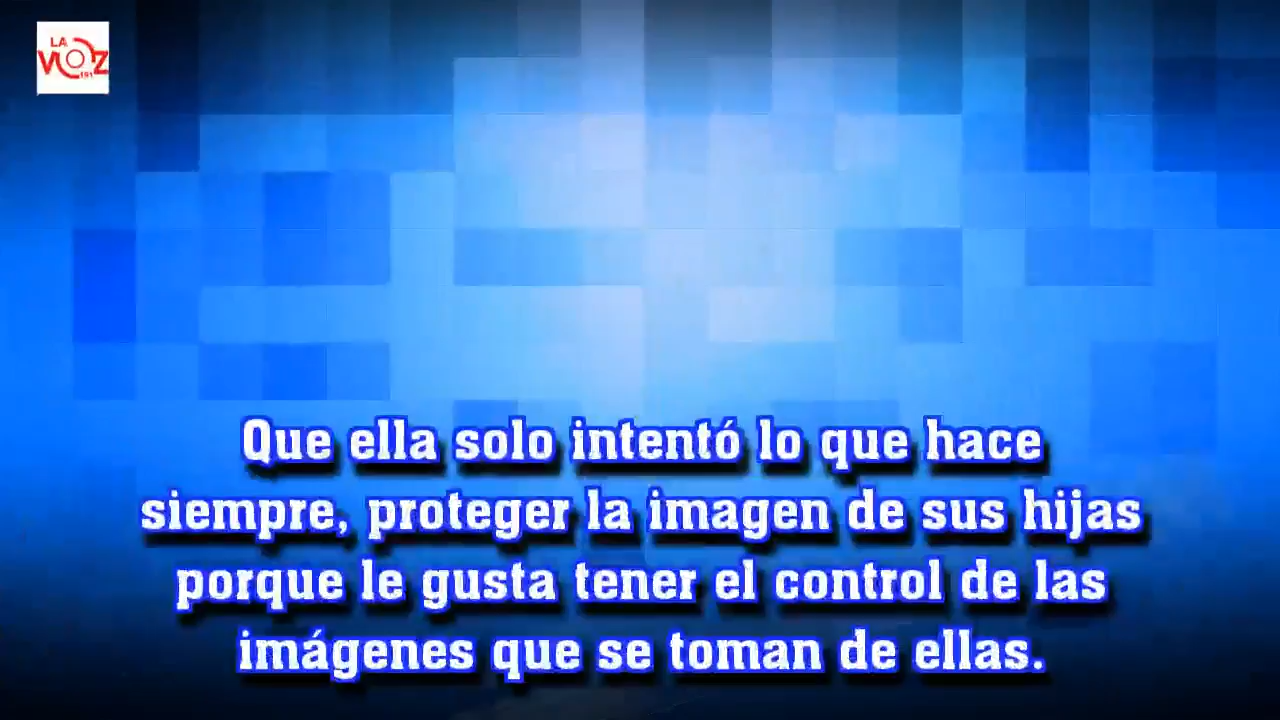 LA
VOZ
Que ella solo intentó lo que hace
siempre, proteger la imagen de sus hijas
porque le gusta tener el control de las
imágenes que se toman de ellas.